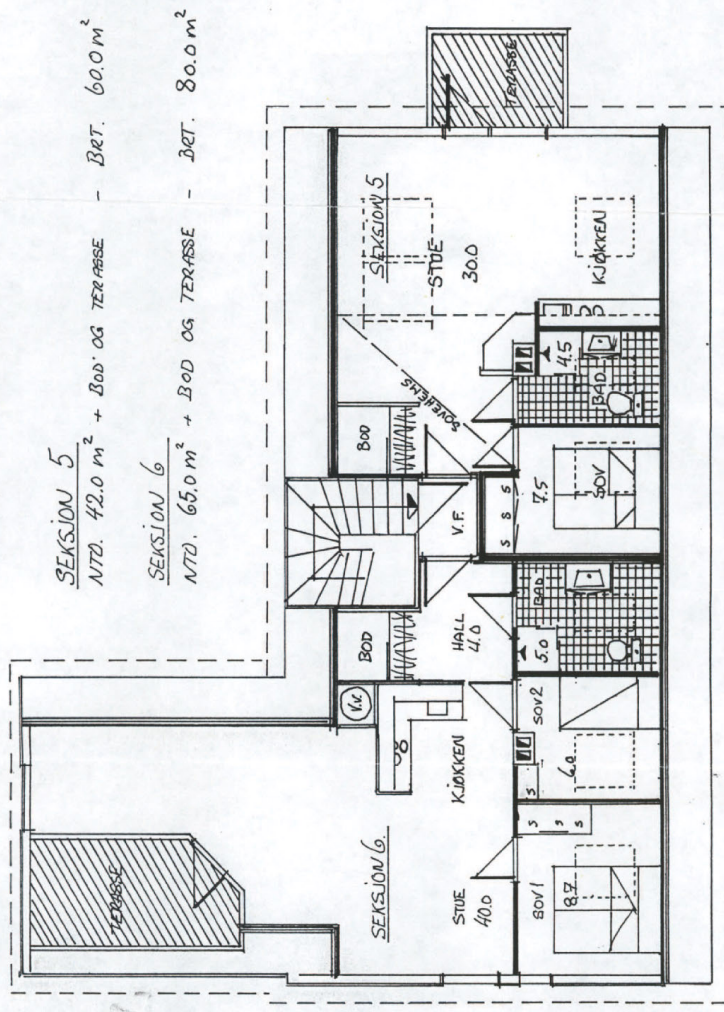 SEKSJON 5
NTO. 42.0 m² + BOD OG TERASSE - BRT. 60.0 m²
SEKSJON 6
NTO. 65.0 m² + BOD OG TERASSE - BRT. 80.0 m²
TERASSE
SEKSJON 5
STUE
30.0
KJØKKEN
SOVEHEMS
BOD
4.5
BAD
V.F.
7.5
SOV
S S S
BOD
HALL
4.0
BAD
5.0
V.V.
KJØKKEN
SOV 2
6.0
S
TERASSE
SEKSJON 6.
STUE
40.0
SOV 1
8.7
S S S